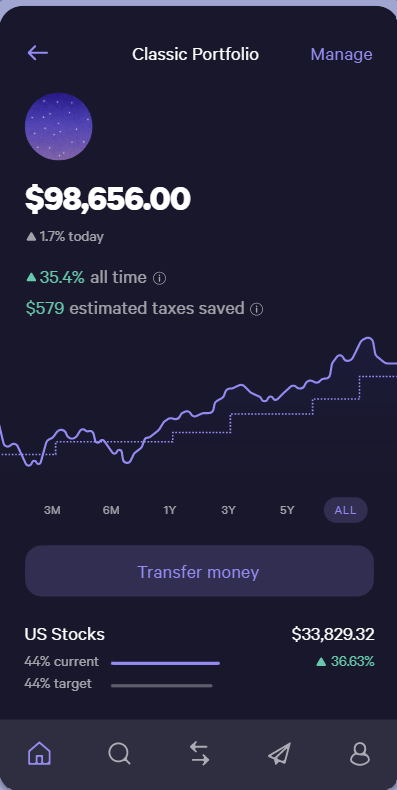 Classic Portfolio Manage
$98,656.00
1.7% today
35.4% all time
$579 estimated taxes saved
3M 6M 1Y 3Y 5Y ALL
Transfer money
US Stocks $33,829.32
44% current 36.63%
44% target